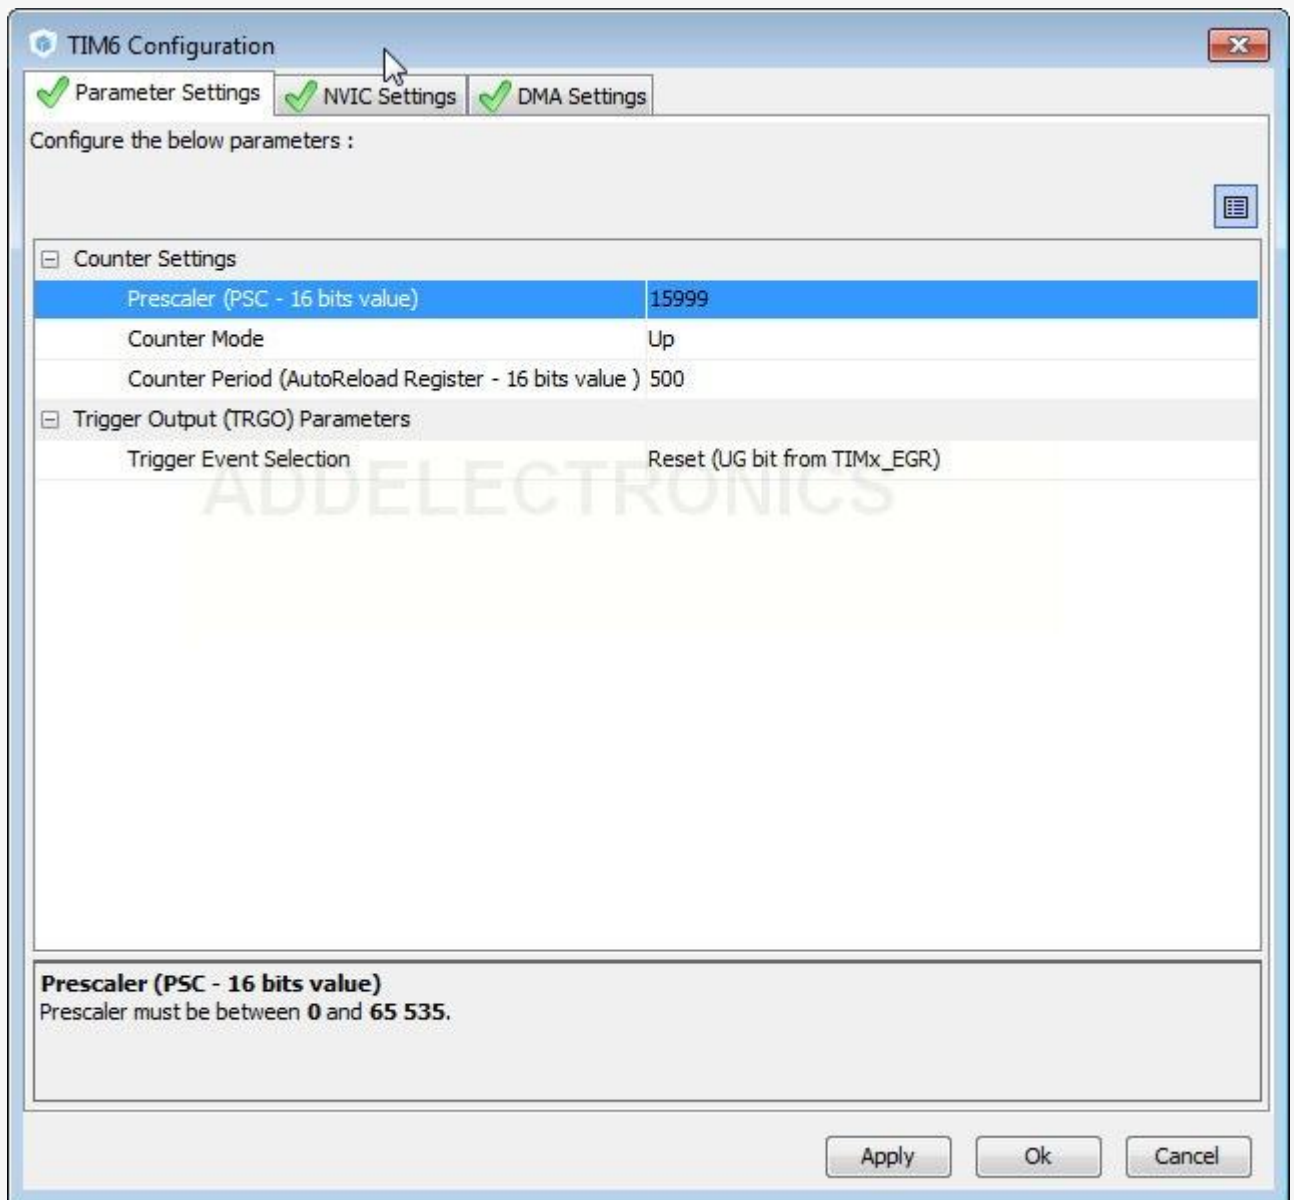 TIM6 Configuration
Parameter Settings NVIC Settings DMA Settings
Configure the below parameters :
Counter Settings
Prescaler (PSC - 16 bits value) 15999
Counter Mode Up
Counter Period (AutoReload Register - 16 bits value ) 500
Trigger Output (TRGO) Parameters
Trigger Event Selection Reset (UG bit from TIMx_EGR)
ADDELECTRONICS
Prescaler (PSC - 16 bits value)
Prescaler must be between 0 and 65 535.
Apply Ok Cancel